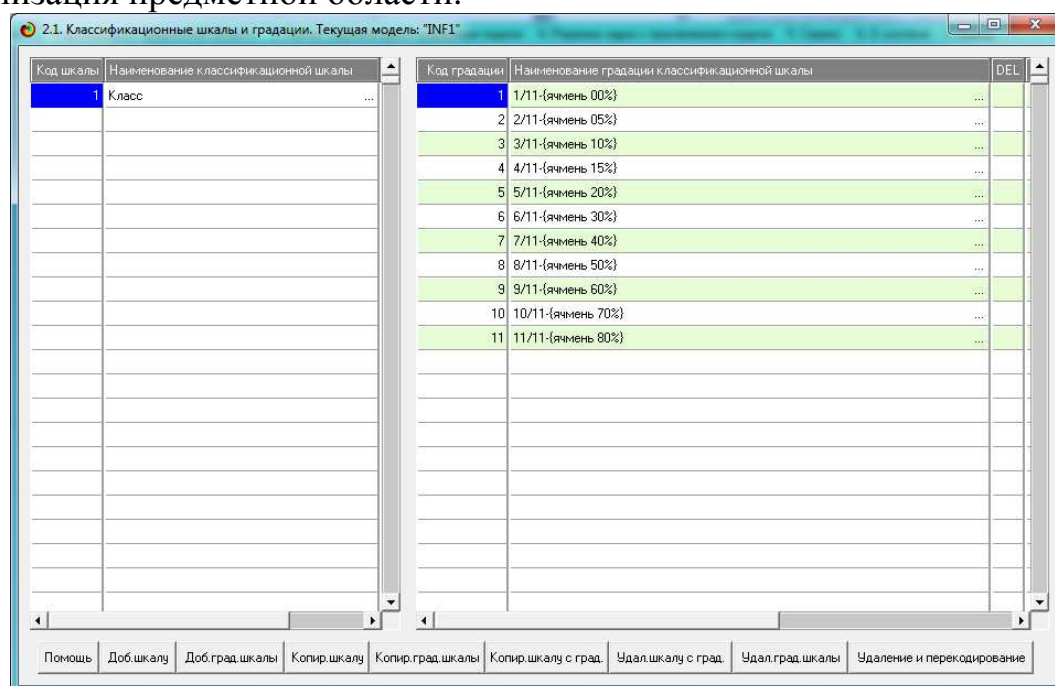 изация предметной области.
2.1. Классификационные шкалы и градации. Текущая модель: "INF1"
Код шкалы Наименование классификационной шкалы
1 Класс ...
Код градации Наименование градации классификационной шкалы DEL
1 1/11-{ячмень 00%} ...
2 2/11-{ячмень 05%} ...
3 3/11-{ячмень 10%} ...
4 4/11-{ячмень 15%} ...
5 5/11-{ячмень 20%} ...
6 6/11-{ячмень 30%} ...
7 7/11-{ячмень 40%} ...
8 8/11-{ячмень 50%} ...
9 9/11-{ячмень 60%} ...
10 10/11-{ячмень 70%} ...
11 11/11-{ячмень 80%} ...
Помощь Доб.шкалу Доб.град.шкалы Копир.шкалу Копир.град.шкалы Копир.шкалу с град. Удал.шкалу с град. Удал.град.шкалы Удаление и перекодирование